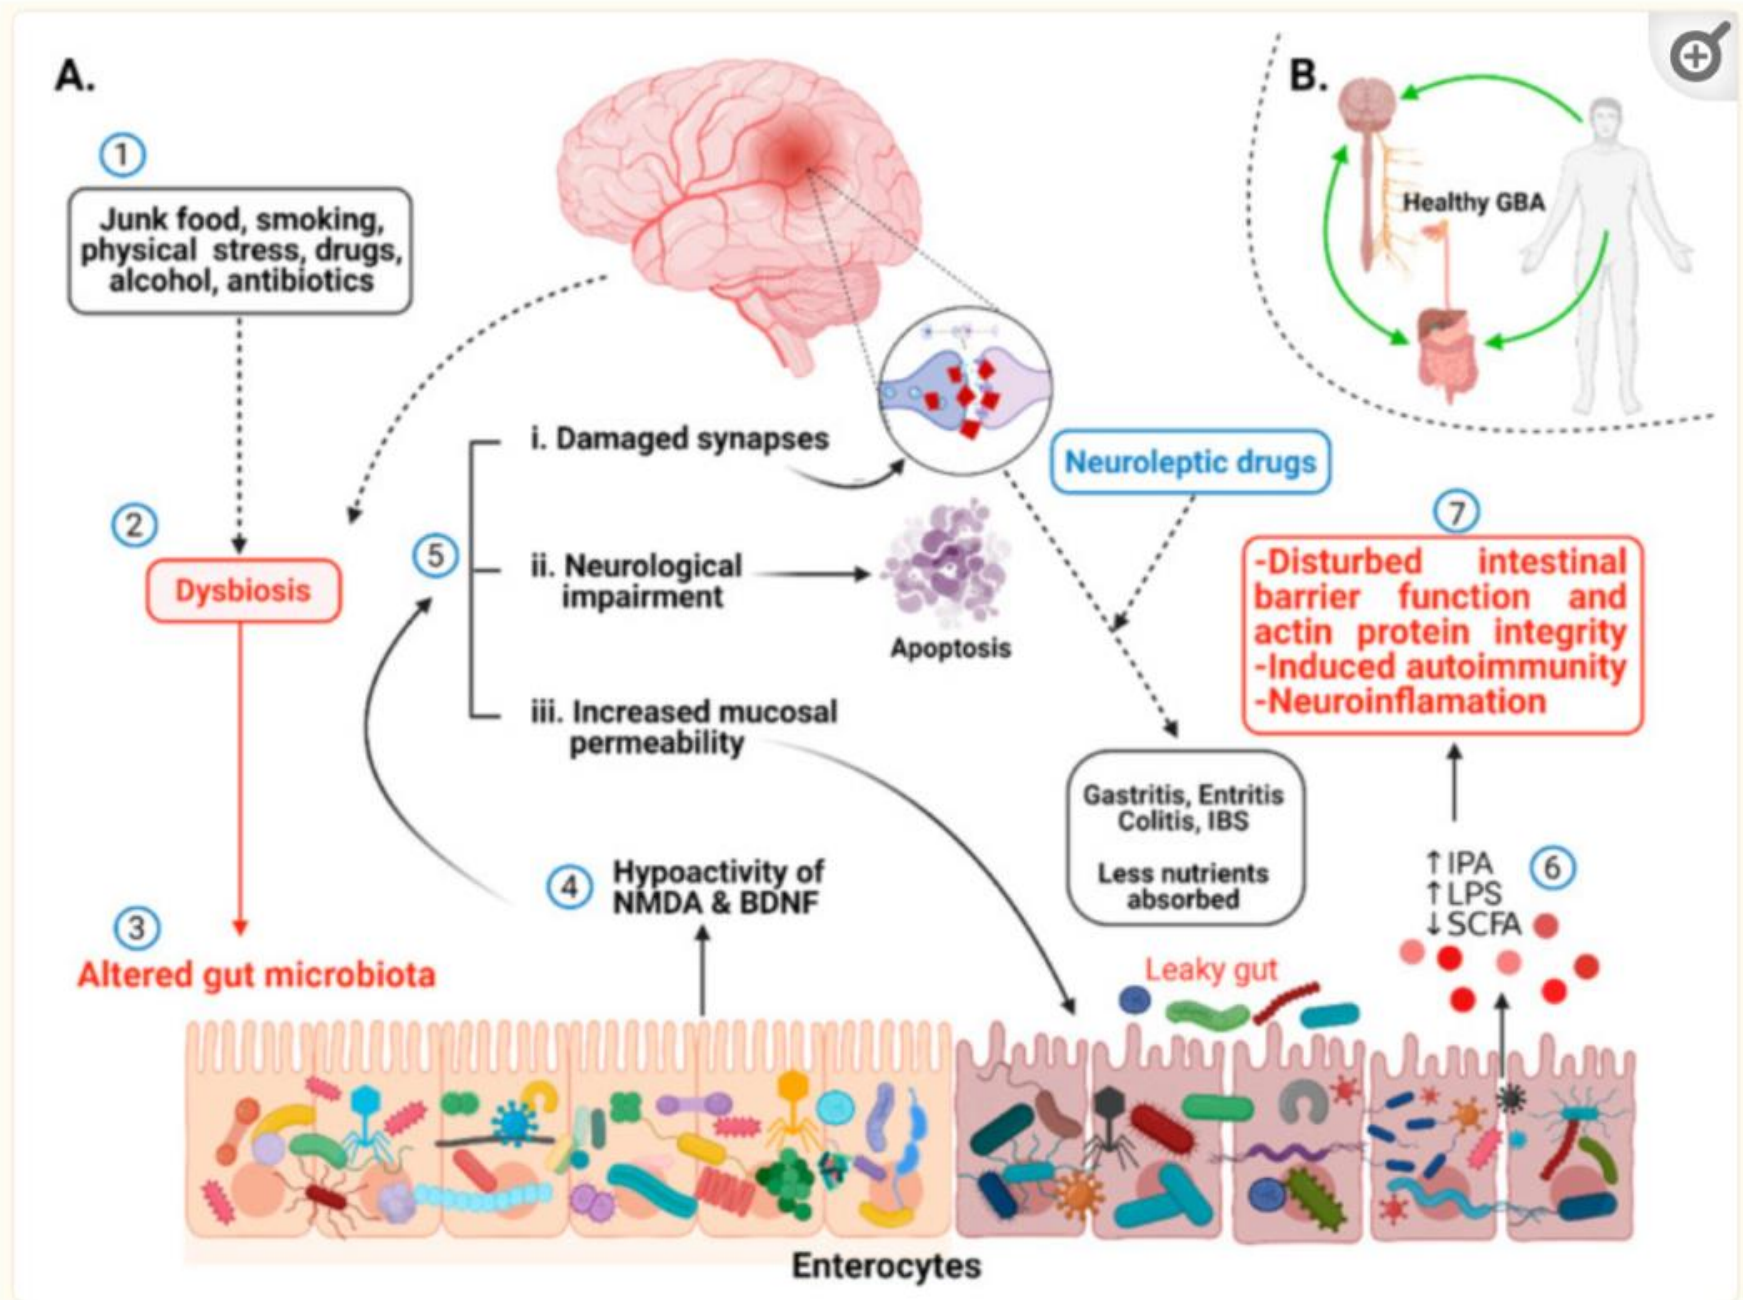 A.
1
Junk food, smoking,
physical stress, drugs,
alcohol, antibiotics
2
Dysbiosis
3
Altered gut microbiota
4
Hypoactivity of
NMDA & BDNF
5
i. Damaged synapses
ii. Neurological
impairment
Apoptosis
iii. Increased mucosal
permeability
Neuroleptic drugs
Gastritis, Entritis
Colitis, IBS
Less nutrients
absorbed
Leaky gut
6
↑IPA
↑LPS
↓SCFA
7
-Disturbed intestinal
barrier function and
actin protein integrity
-Induced autoimmunity
-Neuroinflamation
Enterocytes
B.
Healthy GBA